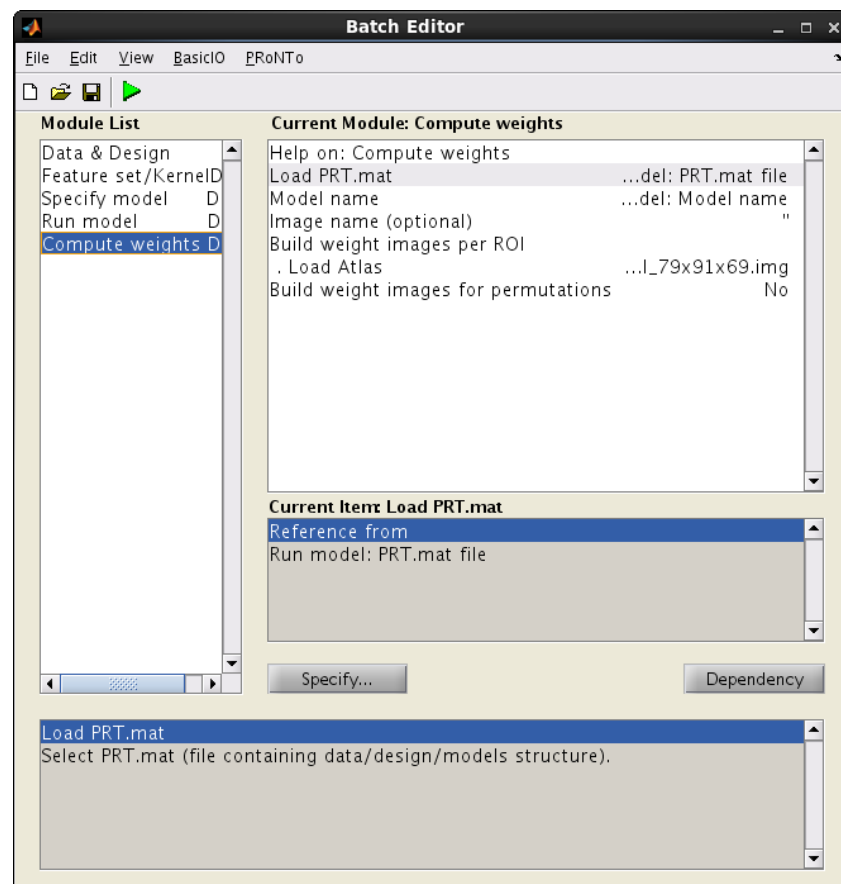 Batch Editor
File Edit View BasicIO PRoNTo
Module List
Data & Design
Feature set/KernelD
Specify model D
Run model D
Compute weights D
Current Module: Compute weights
Help on: Compute weights
Load PRT.mat ...del: PRT.mat file
Model name ...del: Model name
Image name (optional) ''
Build weight images per ROI
. Load Atlas ...l_79x91x69.img
Build weight images for permutations No
Current Item: Load PRT.mat
Reference from
Run model: PRT.mat file
Specify... Dependency
Load PRT.mat
Select PRT.mat (file containing data/design/models structure).